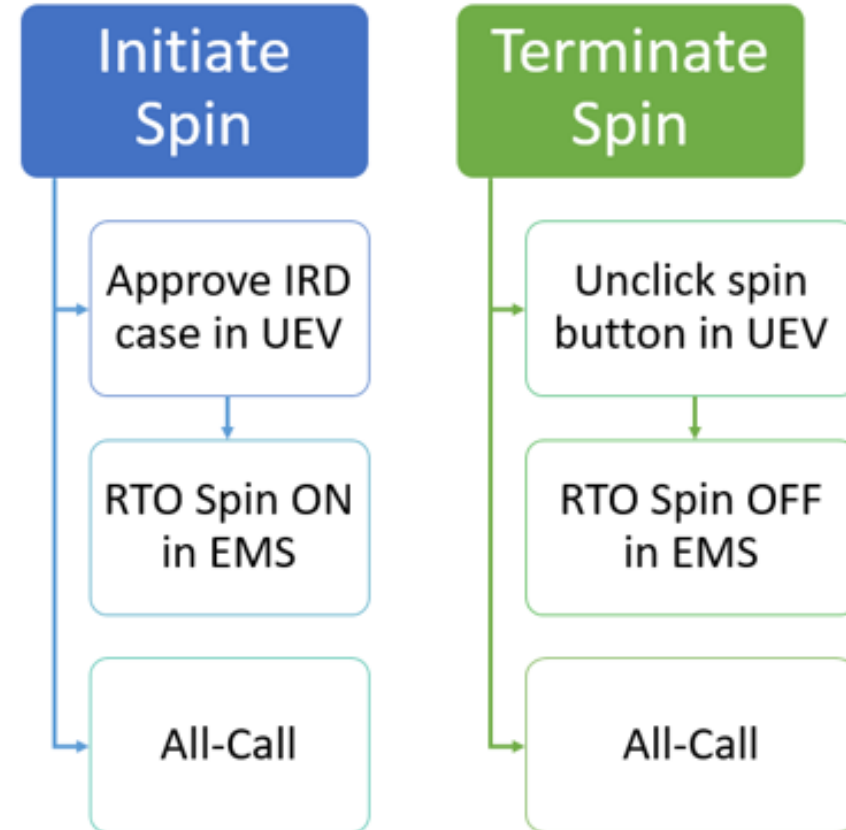 Initiate
Spin
Approve IRD
case in UEV
RTO Spin ON
in EMS
All-Call
Terminate
Spin
Unclick spin
button in UEV
RTO Spin OFF
in EMS
All-Call